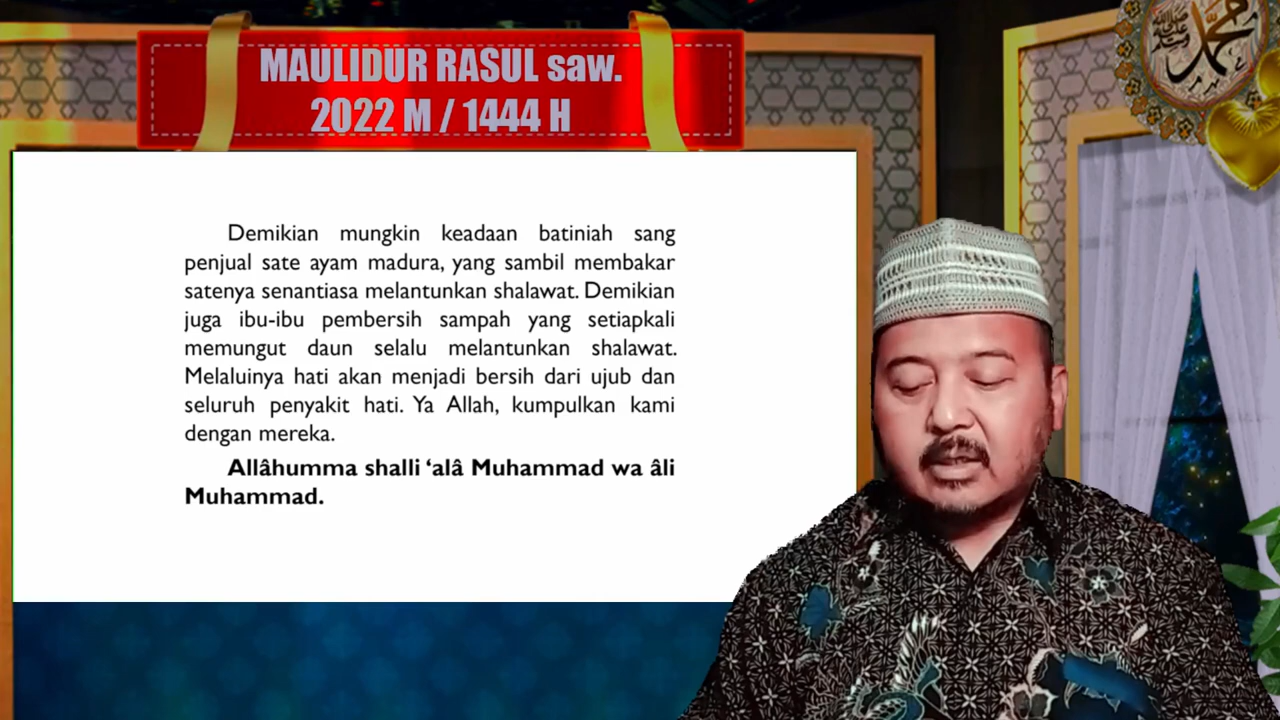 MAULIDUR RASUL saw.
2022 M / 1444 H
محمد
Demikian mungkin keadaan batiniah sang
penjual sate ayam madura, yang sambil membakar
satenya senantiasa melantunkan shalawat. Demikian
juga ibu-ibu pembersih sampah yang setiapkali
memungut daun selalu melantunkan shalawat.
Melaluinya hati akan menjadi bersih dari ujub dan
seluruh penyakit hati. Ya Allah, kumpulkan kami
dengan mereka.
Allâhumma shalli ‘alâ Muhammad wa âli
Muhammad.